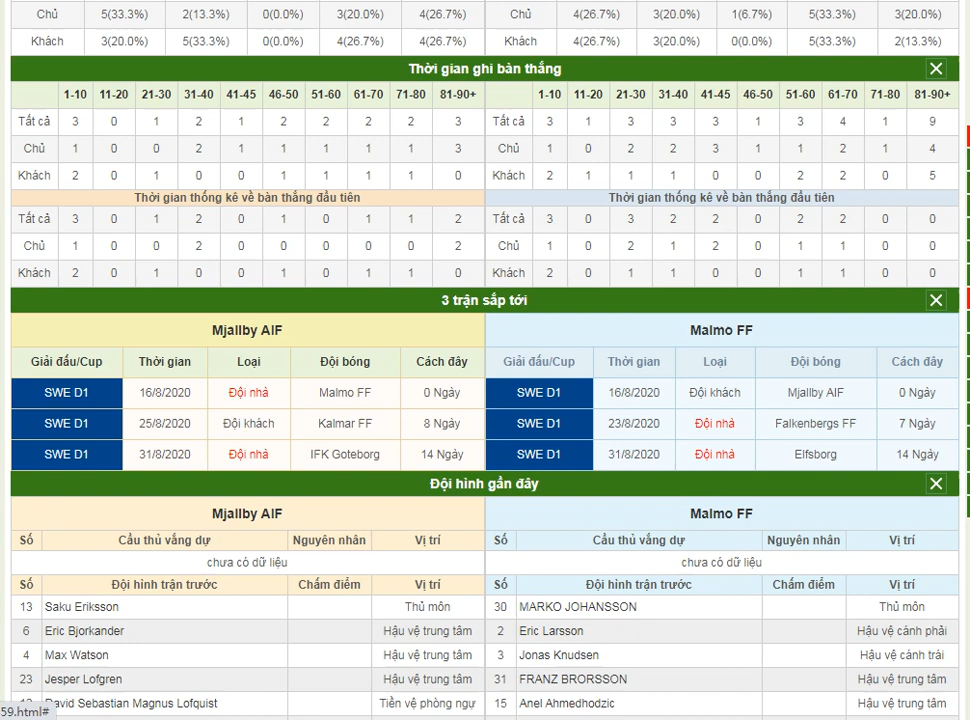 Chủ 5(33.3%) 2(13.3%) 0(0.0%) 3(20.0%) 4(26.7%) Chủ 4(26.7%) 3(20.0%) 1(6.7%) 5(33.3%) 3(20.0%)
Khách 3(20.0%) 5(33.3%) 0(0.0%) 4(26.7%) 4(26.7%) Khách 4(26.7%) 3(20.0%) 0(0.0%) 5(33.3%) 2(13.3%)
Thời gian ghi bàn thắng
1-10 11-20 21-30 31-40 41-45 46-50 51-60 61-70 71-80 81-90+ 1-10 11-20 21-30 31-40 41-45 46-50 51-60 61-70 71-80 81-90+
Tất cả 3 0 1 2 1 2 2 2 2 3 Tất cả 3 1 3 3 3 1 3 4 1 9
Chủ 1 0 0 2 1 1 1 1 1 3 Chủ 1 0 2 2 3 1 1 2 1 4
Khách 2 0 1 0 0 1 1 1 1 0 Khách 2 1 1 1 0 0 2 2 0 5
Thời gian thống kê về bàn thắng đầu tiên Thời gian thống kê về bàn thắng đầu tiên
Tất cả 3 0 1 2 0 1 0 1 1 2 Tất cả 3 0 3 2 2 0 2 2 0 0
Chủ 1 0 0 2 0 0 0 0 0 2 Chủ 1 0 2 1 2 0 1 1 0 0
Khách 2 0 1 0 0 1 0 1 1 0 Khách 2 0 1 1 0 0 1 1 0 0
3 trận sắp tới
Mjallby AIF Malmo FF
Giải đấu/Cup Thời gian Loại Đội bóng Cách đây Giải đấu/Cup Thời gian Loại Đội bóng Cách đây
SWE D1 16/8/2020 Đội nhà Malmo FF 0 Ngày SWE D1 16/8/2020 Đội khách Mjallby AIF 0 Ngày
SWE D1 25/8/2020 Đội khách Kalmar FF 8 Ngày SWE D1 23/8/2020 Đội nhà Falkenbergs FF 7 Ngày
SWE D1 31/8/2020 Đội nhà IFK Goteborg 14 Ngày SWE D1 31/8/2020 Đội nhà Elfsborg 14 Ngày
Đội hình gần đây
Mjallby AIF Malmo FF
Số Cầu thủ vắng dự Nguyên nhân Vị trí Số Cầu thủ vắng dự Nguyên nhân Vị trí
chưa có dữ liệu chưa có dữ liệu
Số Đội hình trận trước Chấm điểm Vị trí Số Đội hình trận trước Chấm điểm Vị trí
13 Saku Eriksson Thủ môn 30 MARKO JOHANSSON Thủ môn
6 Eric Bjorkander Hậu vệ trung tâm 2 Eric Larsson Hậu vệ cánh phải
4 Max Watson Hậu vệ trung tâm 3 Jonas Knudsen Hậu vệ cánh trái
23 Jesper Lofgren Hậu vệ trung tâm 31 FRANZ BRORSSON Hậu vệ trung tâm
David Sebastian Magnus Lofquist Tiền vệ phòng ngự 15 Anel Ahmedhodzic Hậu vệ trung tâm
59.html#